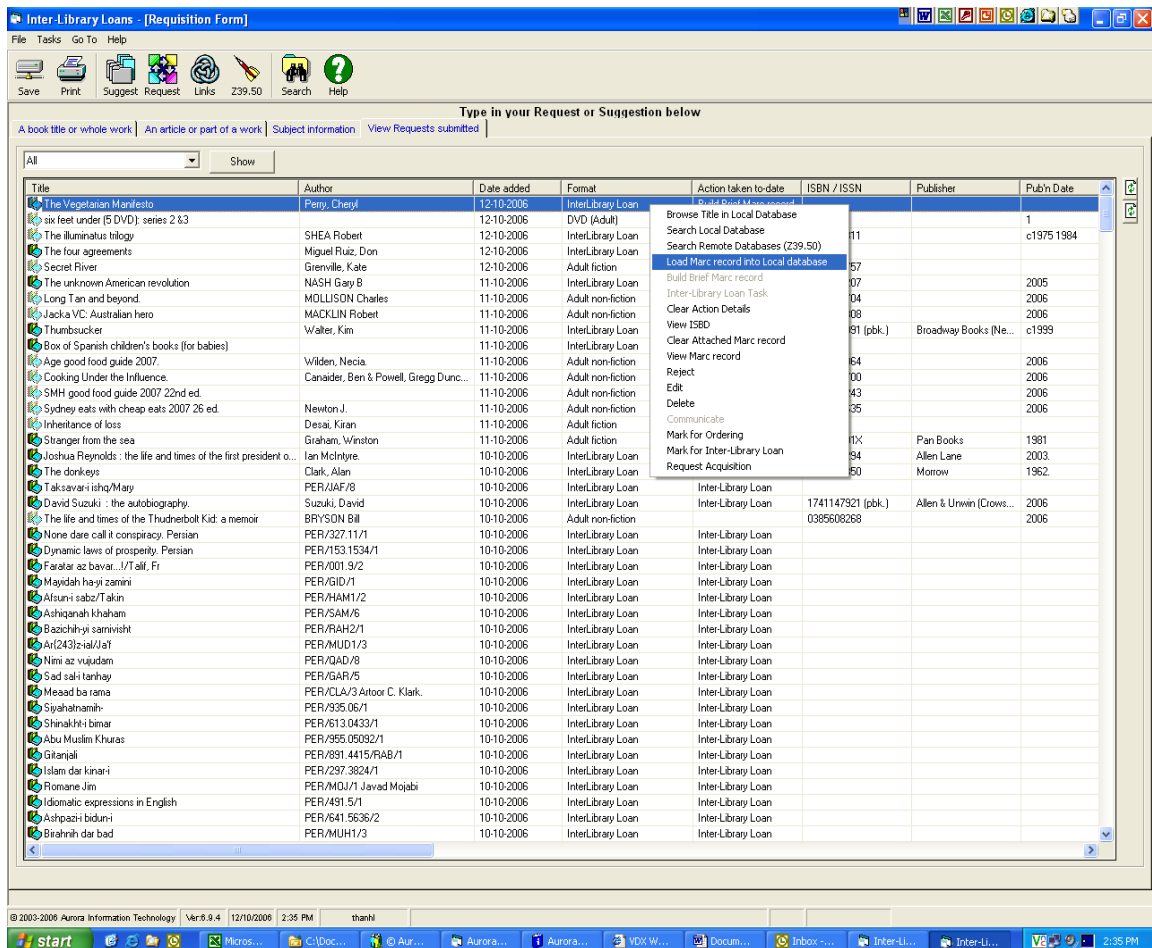 Inter-Library Loans - [Requisition Form]
File Tasks Go To Help
Save Print Suggest Request Links Z39.50 Search Help
Type in your Request or Suggestion below
A book title or whole work An article or part of a work Subject information View Requests submitted
All Show
Title Author Date added Format Action taken to-date ISBN / ISSN Publisher Pub'n Date
The Vegetarian Manifesto Perry, Cheryl 12-10-2006 InterLibrary Loan Build Brief Marc record
six feet under (5 DVD): series 2 &3 12-10-2006 DVD (Adult) 1
The illuminatus trilogy SHEA Robert 12-10-2006 InterLibrary Loan 11 c1975 1984
The four agreements Miguel Ruiz, Don 12-10-2006 InterLibrary Loan
Secret River Grenville, Kate 12-10-2006 Adult fiction 57
The unknown American revolution NASH Gary B 11-10-2006 InterLibrary Loan 07 2005
Long Tan and beyond. MOLLISON Charles 11-10-2006 Adult non-fiction 04 2006
Jacka VC: Australian hero MACKLIN Robert 11-10-2006 Adult non-fiction 08 2006
Thumbsucker Walter, Kim 11-10-2006 InterLibrary Loan 91 (pbk.) Broadway Books (Ne... c1999
Box of Spanish children's books (for babies) 11-10-2006 InterLibrary Loan
Age good food guide 2007. Wilden, Necia. 11-10-2006 Adult non-fiction 64 2006
Cooking Under the Influence. Canaider, Ben & Powell, Gregg Dunc... 11-10-2006 Adult non-fiction 00 2006
SMH good food guide 2007 22nd ed. 11-10-2006 Adult non-fiction 43 2006
Sydney eats with cheap eats 2007 26 ed. Newton J. 11-10-2006 Adult non-fiction 35 2006
Inheritance of loss Desai, Kiran 11-10-2006 Adult fiction
Stranger from the sea Graham, Winston 11-10-2006 Adult fiction 1X Pan Books 1981
Joshua Reynolds : the life and times of the first president o... Ian McIntyre. 10-10-2006 InterLibrary Loan 94 Allen Lane 2003.
The donkeys Clark, Alan 10-10-2006 InterLibrary Loan 50 Morrow 1962.
Taksavar-i ishq/Mary PER/JAF/8 10-10-2006 InterLibrary Loan Inter-Library Loan
David Suzuki : the autobiography. Suzuki, David 10-10-2006 InterLibrary Loan Inter-Library Loan 1741147921 (pbk.) Allen & Unwin (Crows... 2006
The life and times of the Thudnerbolt Kid: a memoir BRYSON Bill 10-10-2006 Adult non-fiction 0385608268 2006
None dare call it conspiracy. Persian PER/327.11/1 10-10-2006 InterLibrary Loan Inter-Library Loan
Dynamic laws of prosperity. Persian PER/153.1534/1 10-10-2006 InterLibrary Loan Inter-Library Loan
Faratar az bavar...!/Talif, Fr PER/001.9/2 10-10-2006 InterLibrary Loan Inter-Library Loan
Mayidah ha-yi zamini PER/GID/1 10-10-2006 InterLibrary Loan Inter-Library Loan
Afsun-i sabz/Takin PER/HAM1/2 10-10-2006 InterLibrary Loan Inter-Library Loan
Ashiqanah khaham PER/SAM/6 10-10-2006 InterLibrary Loan Inter-Library Loan
Bazichih-yi sarnivisht PER/RAH2/1 10-10-2006 InterLibrary Loan Inter-Library Loan
Ar{243}z-ial/Ja'f PER/MUD1/3 10-10-2006 InterLibrary Loan Inter-Library Loan
Nimi az vujudam PER/QAD/8 10-10-2006 InterLibrary Loan Inter-Library Loan
Sad sal-i tanhay PER/GAR/5 10-10-2006 InterLibrary Loan Inter-Library Loan
Meaad ba rama PER/CLA/3 Artoor C. Klark. 10-10-2006 InterLibrary Loan Inter-Library Loan
Siyahatnamih- PER/935.06/1 10-10-2006 InterLibrary Loan Inter-Library Loan
Shinakht-i bimar PER/613.0433/1 10-10-2006 InterLibrary Loan Inter-Library Loan
Abu Muslim Khuras PER/955.05092/1 10-10-2006 InterLibrary Loan Inter-Library Loan
Gitanjali PER/891.4415/RAB/1 10-10-2006 InterLibrary Loan Inter-Library Loan
Islam dar kinar-i PER/297.3824/1 10-10-2006 InterLibrary Loan Inter-Library Loan
Romane Jim PER/MOJ/1 Javad Mojabi 10-10-2006 InterLibrary Loan Inter-Library Loan
Idiomatic expressions in English PER/491.5/1 10-10-2006 InterLibrary Loan Inter-Library Loan
Ashpazi-i bidun-i PER/641.5636/2 10-10-2006 InterLibrary Loan Inter-Library Loan
Birahnih dar bad PER/MUH1/3 10-10-2006 InterLibrary Loan Inter-Library Loan
Browse Title in Local Database
Search Local Database
Search Remote Databases (Z39.50)
Load Marc record into Local database
Build Brief Marc record
Inter-Library Loan Task
Clear Action Details
View ISBD
Clear Attached Marc record
View Marc record
Reject
Edit
Delete
Communicate
Mark for Ordering
Mark for Inter-Library Loan
Request Acquisition
© 2003-2006 Aurora Information Technology Ver:6.9.4 12/10/2006 2:35 PM thanhl
start Micros... C:\Doc... © Aur... Aurora... Aurora... VDX W... Docum... Inbox -... Inter-Li... Inter-Li... 2:35 PM